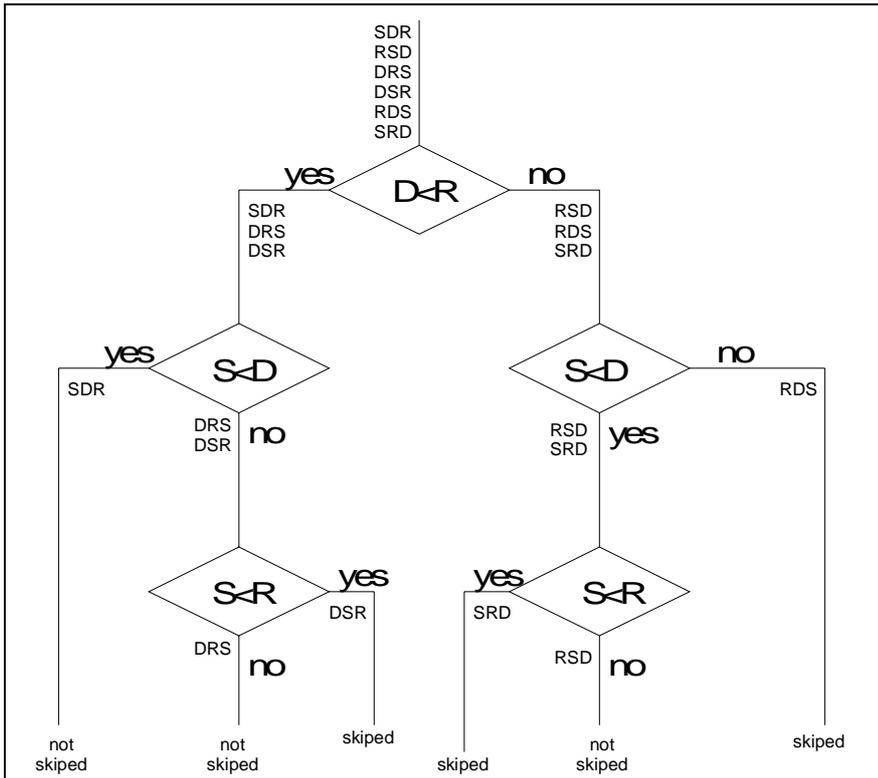 SDR
RSD
DRS
DSR
RDS
SRD
yes
D<R
no
SDR
DRS
DSR
RSD
RDS
SRD
yes
S<D
S<D
no
SDR
RDS
DRS
DSR
no
RSD
SRD
yes
S<R
yes
yes
S<R
DSR
SRD
DRS
no
RSD
no
not
skiped
not
skiped
skiped
skiped
not
skiped
skiped